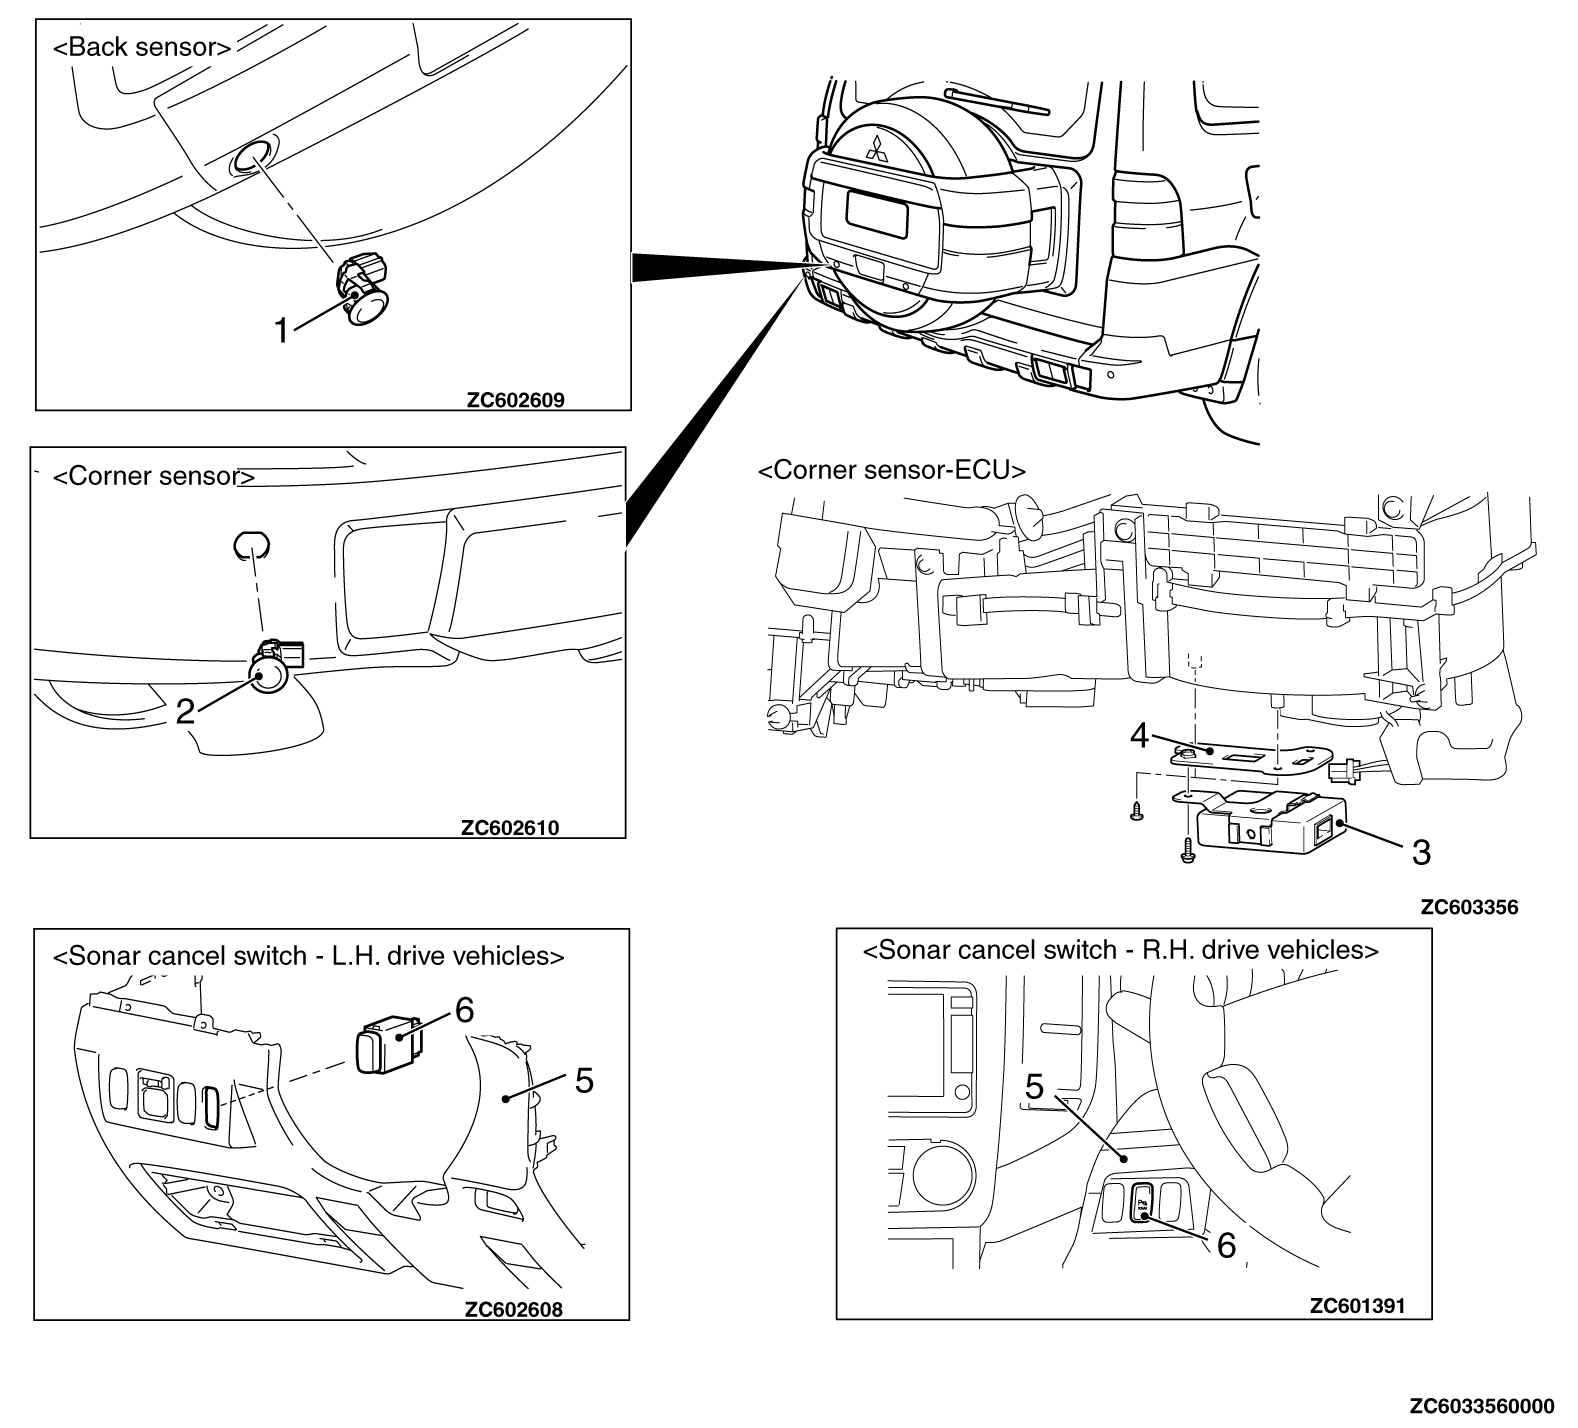 <Back sensor>
1
ZC602609
<Corner sensor>
2
ZC602610
<Corner sensor-ECU>
4
3
ZC603356
<Sonar cancel switch - L.H. drive vehicles>
6
5
ZC602608
<Sonar cancel switch - R.H. drive vehicles>
5
6
ZC601391
ZC6033560000